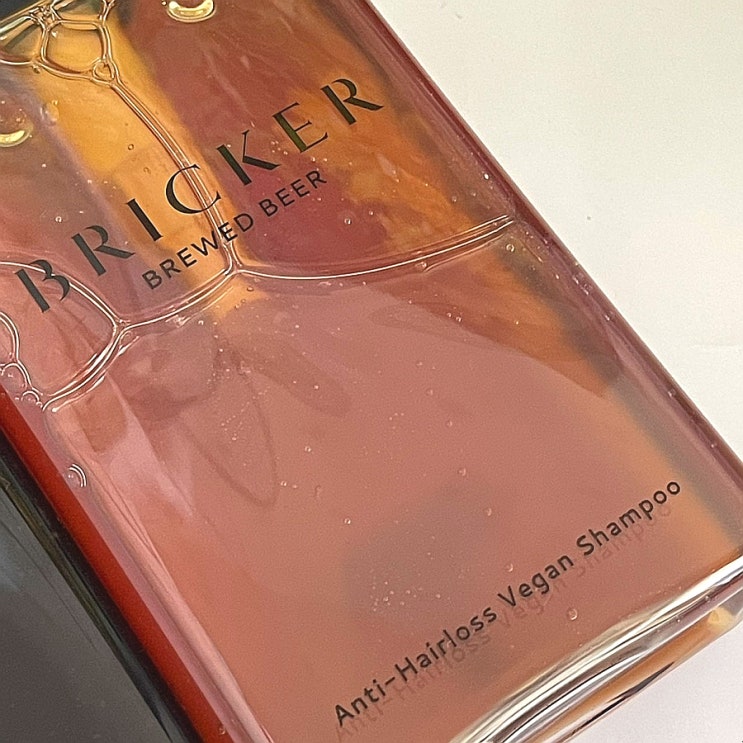 BRICKER
BREWED BEER
Anti-Hairloss Vegan Shampoo